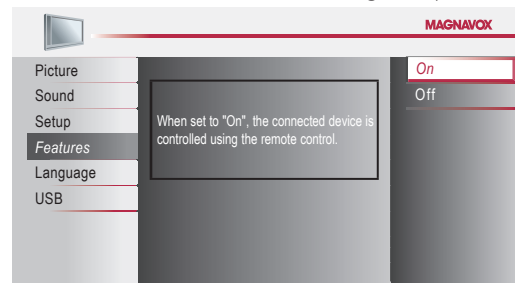 MAGNAVOX
Picture
Sound
Setup
Features
Language
USB
When set to "On", the connected device is
controlled using the remote control.
On
Off